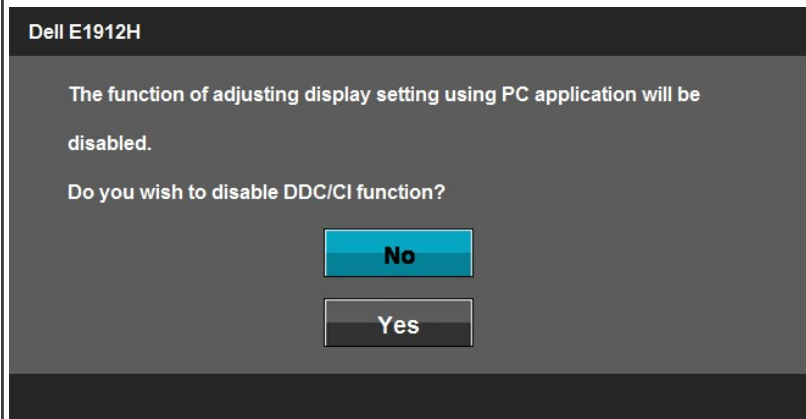 Dell E1912H
The function of adjusting display setting using PC application will be
disabled.
Do you wish to disable DDC/CI function?
No
Yes